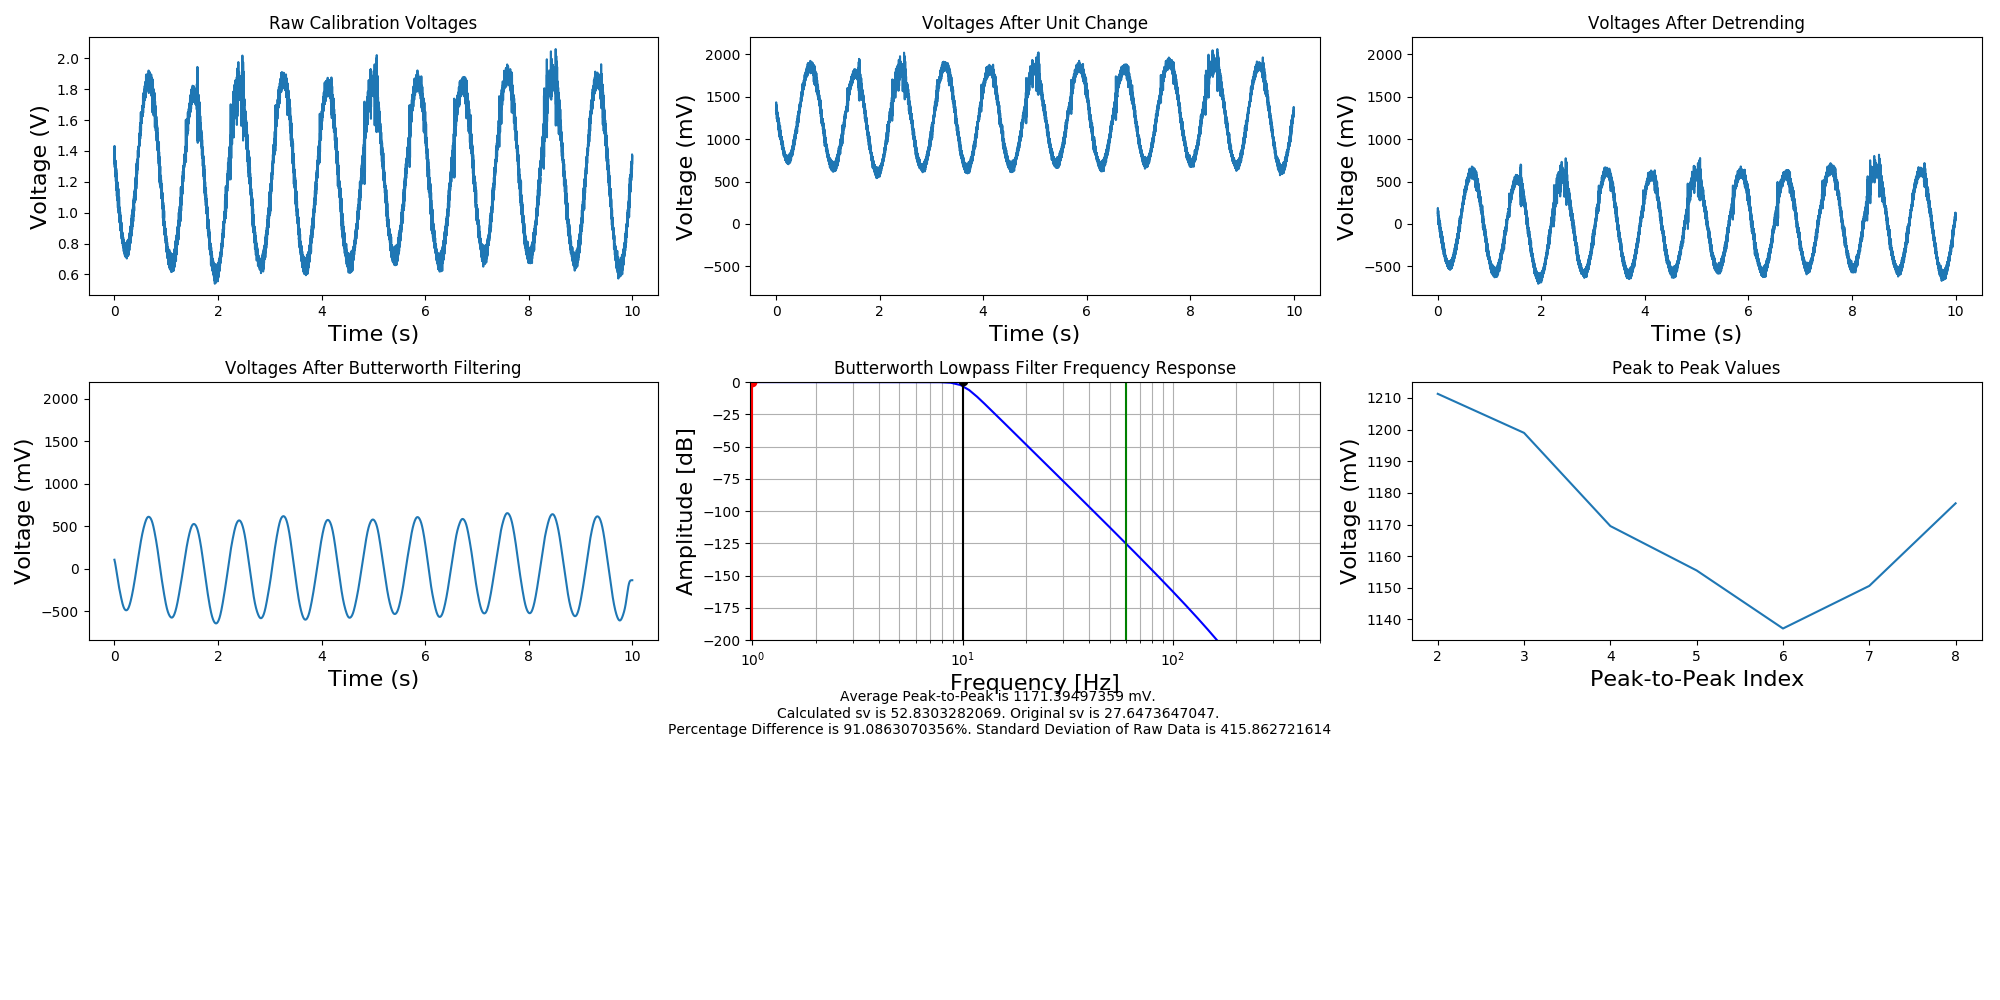 Raw Calibration Voltages
Voltage (V)
2.0
1.8
1.6
1.4
1.2
1.0
0.8
0.6
0 2 4 6 8 10
Time (s)
Voltages After Unit Change
Voltage (mV)
2000
1500
1000
500
0
−500
0 2 4 6 8 10
Time (s)
Voltages After Detrending
Voltage (mV)
2000
1500
1000
500
0
−500
0 2 4 6 8 10
Time (s)
Voltages After Butterworth Filtering
Voltage (mV)
2000
1500
1000
500
0
−500
0 2 4 6 8 10
Time (s)
Butterworth Lowpass Filter Frequency Response
Amplitude [dB]
0
−25
−50
−75
−100
−125
−150
−175
−200
10⁰ 10¹ 10²
Frequency [Hz]
Peak to Peak Values
Voltage (mV)
1210
1200
1190
1180
1170
1160
1150
1140
2 3 4 5 6 7 8
Peak-to-Peak Index
Average Peak-to-Peak is 1171.39497359 mV.
Calculated sv is 52.8303282069. Original sv is 27.6473647047.
Percentage Difference is 91.0863070356%. Standard Deviation of Raw Data is 415.862721614